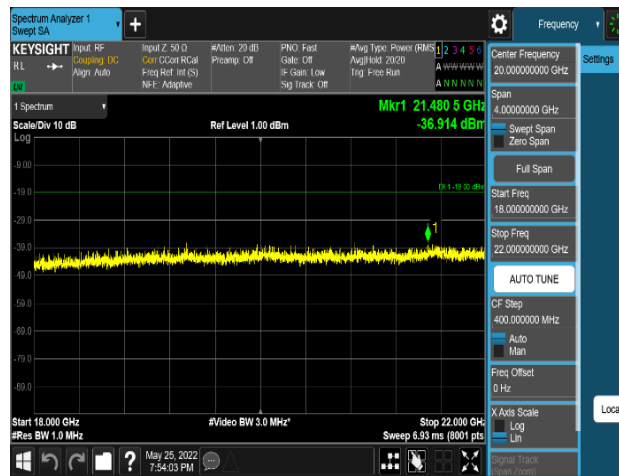 Spectrum Analyzer 1
Swept SA
+
Frequency
KEYSIGHT
RL
LXI
Input: RF
Coupling: DC
Align: Auto
Input Z: 50 Ω
Corr CCorr RCal
Freq Ref: Int (S)
NFE: Adaptive
#Atten: 20 dB
Preamp: Off
PNO: Fast
Gate: Off
IF Gain: Low
Sig Track: Off
#Avg Type: Power (RMS
Avg|Hold: 20/20
Trig: Free Run
1 2 3 4 5 6
A W W W W W
A N N N N N
1 Spectrum
Scale/Div 10 dB
Log
Ref Level 1.00 dBm
Mkr1 21.480 5 GHz
-36.914 dBm
-9.00
-19.0
-29.0
-39.0
-49.0
-59.0
-69.0
-79.0
-89.0
DL1 -19.00 dBm
1
Start 18.000 GHz
#Res BW 1.0 MHz
#Video BW 3.0 MHz*
Stop 22.000 GHz
Sweep 6.93 ms (8001 pts
Center Frequency
20.000000000 GHz
Settings
Span
4.00000000 GHz
Swept Span
Zero Span
Full Span
Start Freq
18.000000000 GHz
Stop Freq
22.000000000 GHz
AUTO TUNE
CF Step
400.000000 MHz
Auto
Man
Freq Offset
0 Hz
X Axis Scale
Log
Lin
Loca
Signal Track
(Span Zoom)
?
May 25, 2022
7:54:03 PM